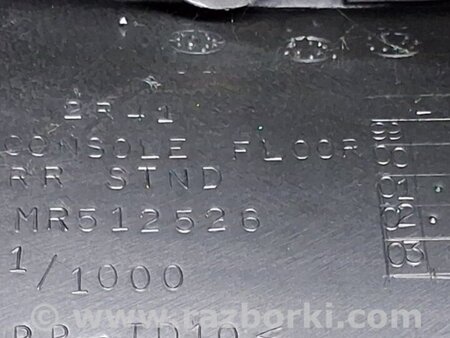 2R41
CONSOLE FLOOR
RR STND
MR512526
1/1000
99
00
01
02
03
www.razborki.com